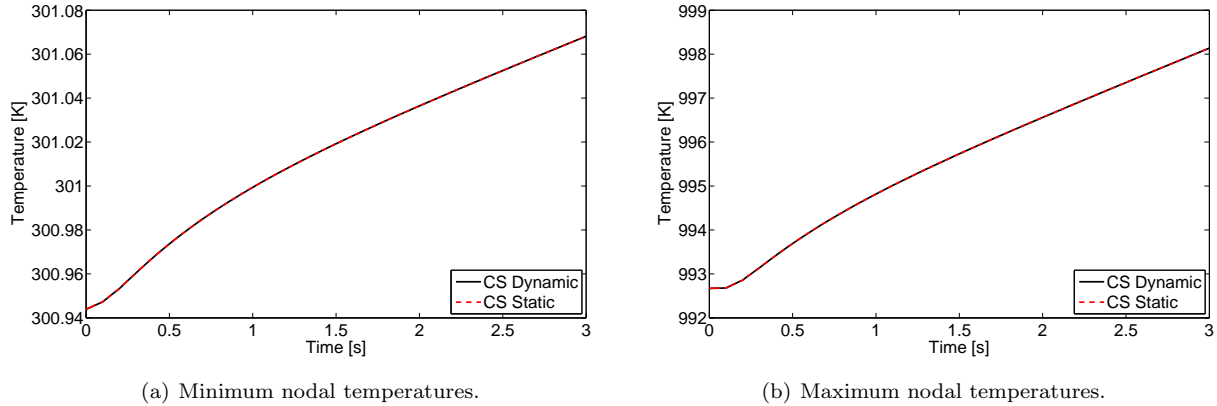 301.08
301.06
301.04
301.02
301
300.98
300.96
300.94
Temperature [K]
0 0.5 1 1.5 2 2.5 3
Time [s]
CS Dynamic
CS Static
(a) Minimum nodal temperatures.
999
998
997
996
995
994
993
992
Temperature [K]
0 0.5 1 1.5 2 2.5 3
Time [s]
CS Dynamic
CS Static
(b) Maximum nodal temperatures.